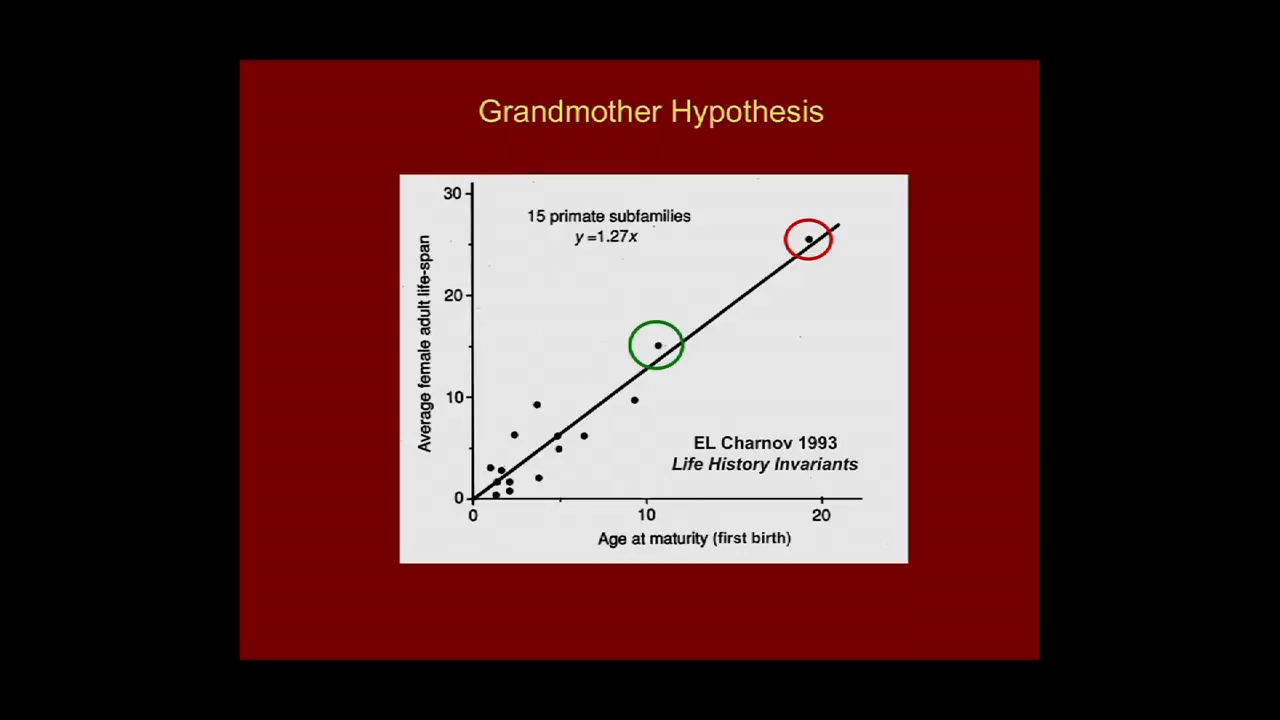 Grandmother Hypothesis
30
15 primate subfamilies
y =1.27x
Average female adult life-span
20
10
EL Charnov 1993
Life History Invariants
0
0
10
20
Age at maturity (first birth)